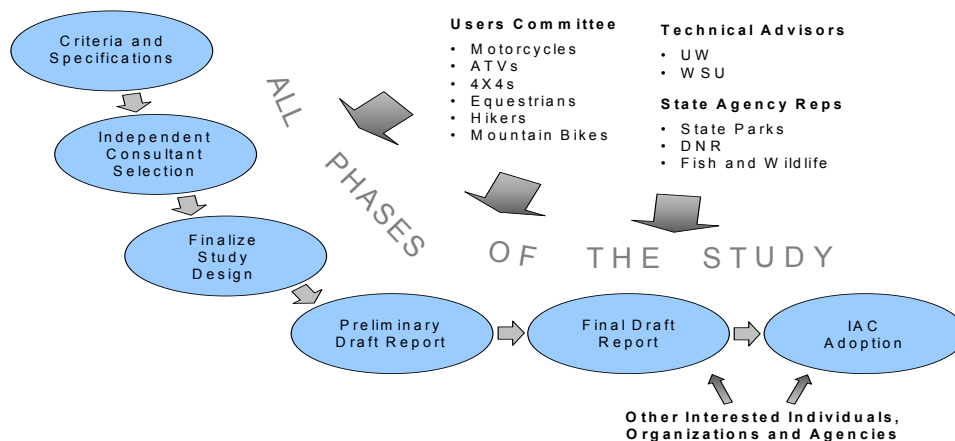 Criteria and
Specifications
Independent
Consultant
Selection
Finalize
Study
Design
Preliminary
Draft Report
Final Draft
Report
IAC
Adoption
ALL PHASES OF THE STUDY
Users Committee
• Motorcycles
• ATVs
• 4X4s
• Equestrians
• Hikers
• Mountain Bikes
Technical Advisors
• UW
• WSU
State Agency Reps
• State Parks
• DNR
• Fish and Wildlife
Other Interested Individuals,
Organizations and Agencies